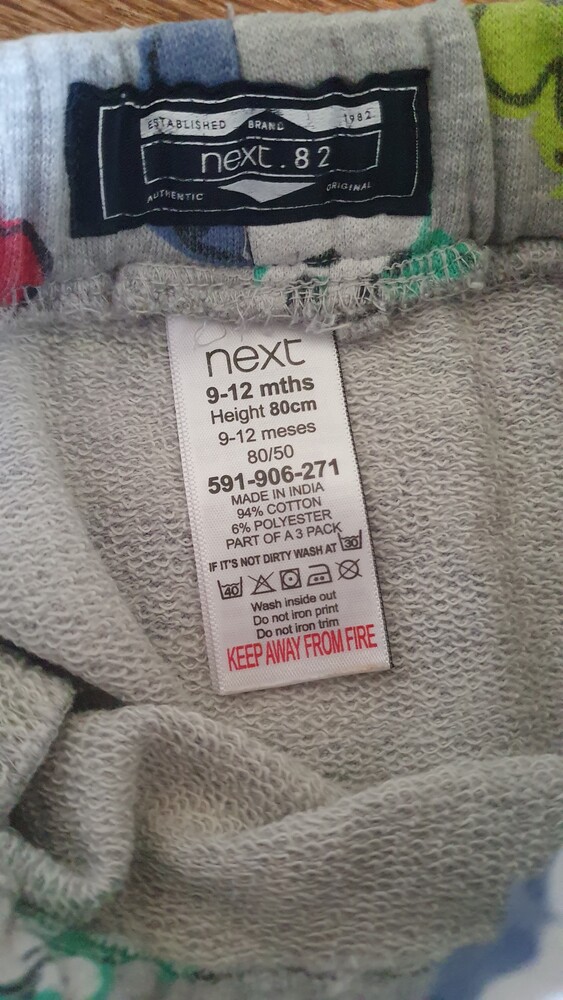 ESTABLISHED BRAND 1982
next.82
AUTHENTIC ORIGINAL
next
9-12 mths
Height 80cm
9-12 meses
80/50
591-906-271
MADE IN INDIA
94% COTTON
6% POLYESTER
PART OF A 3 PACK
IF IT'S NOT DIRTY WASH AT 30
40
Wash inside out
Do not iron print
Do not iron trim
KEEP AWAY FROM FIRE